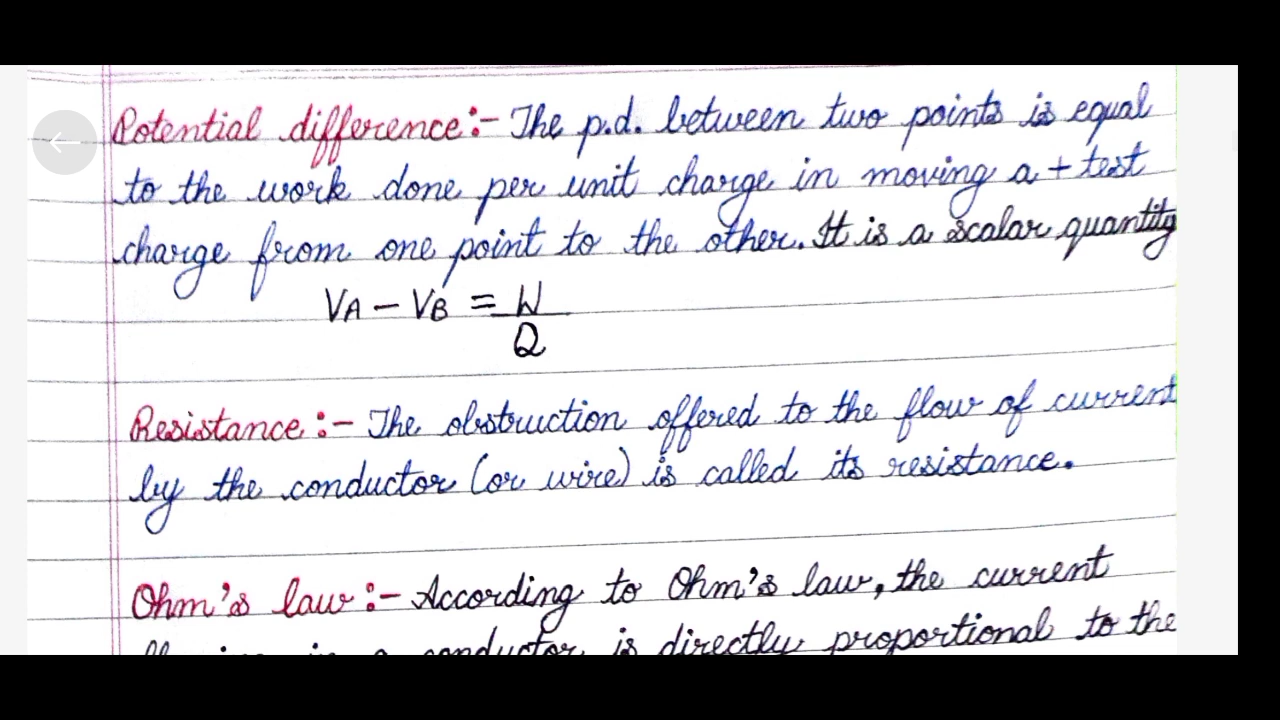 Potential difference:- The p.d. between two points is equal
to the work done per unit charge in moving a + test
charge from one point to the other. It is a scalar quantity
VA - VB = W
Q
Resistance :- The obstruction offered to the flow of current
by the conductor (or wire) is called its resistance.
Ohm's law :- According to Ohm's law, the current
in a conductor is directly proportional to the